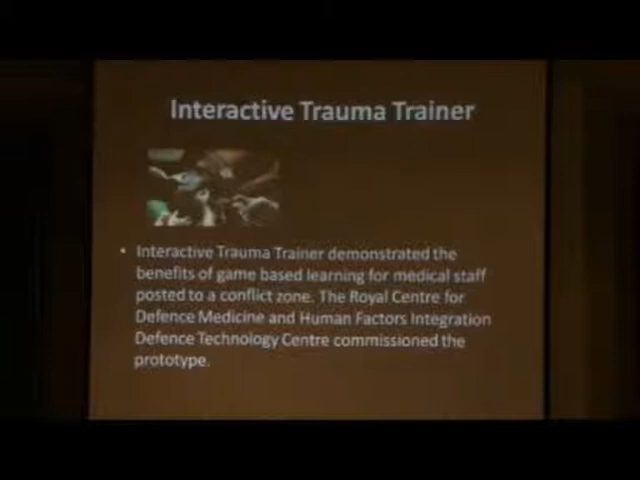 Interactive Trauma Trainer
• Interactive Trauma Trainer demonstrated the
benefits of game based learning for medical staff
posted to a conflict zone. The Royal Centre for
Defence Medicine and Human Factors Integration
Defence Technology Centre commissioned the
prototype.